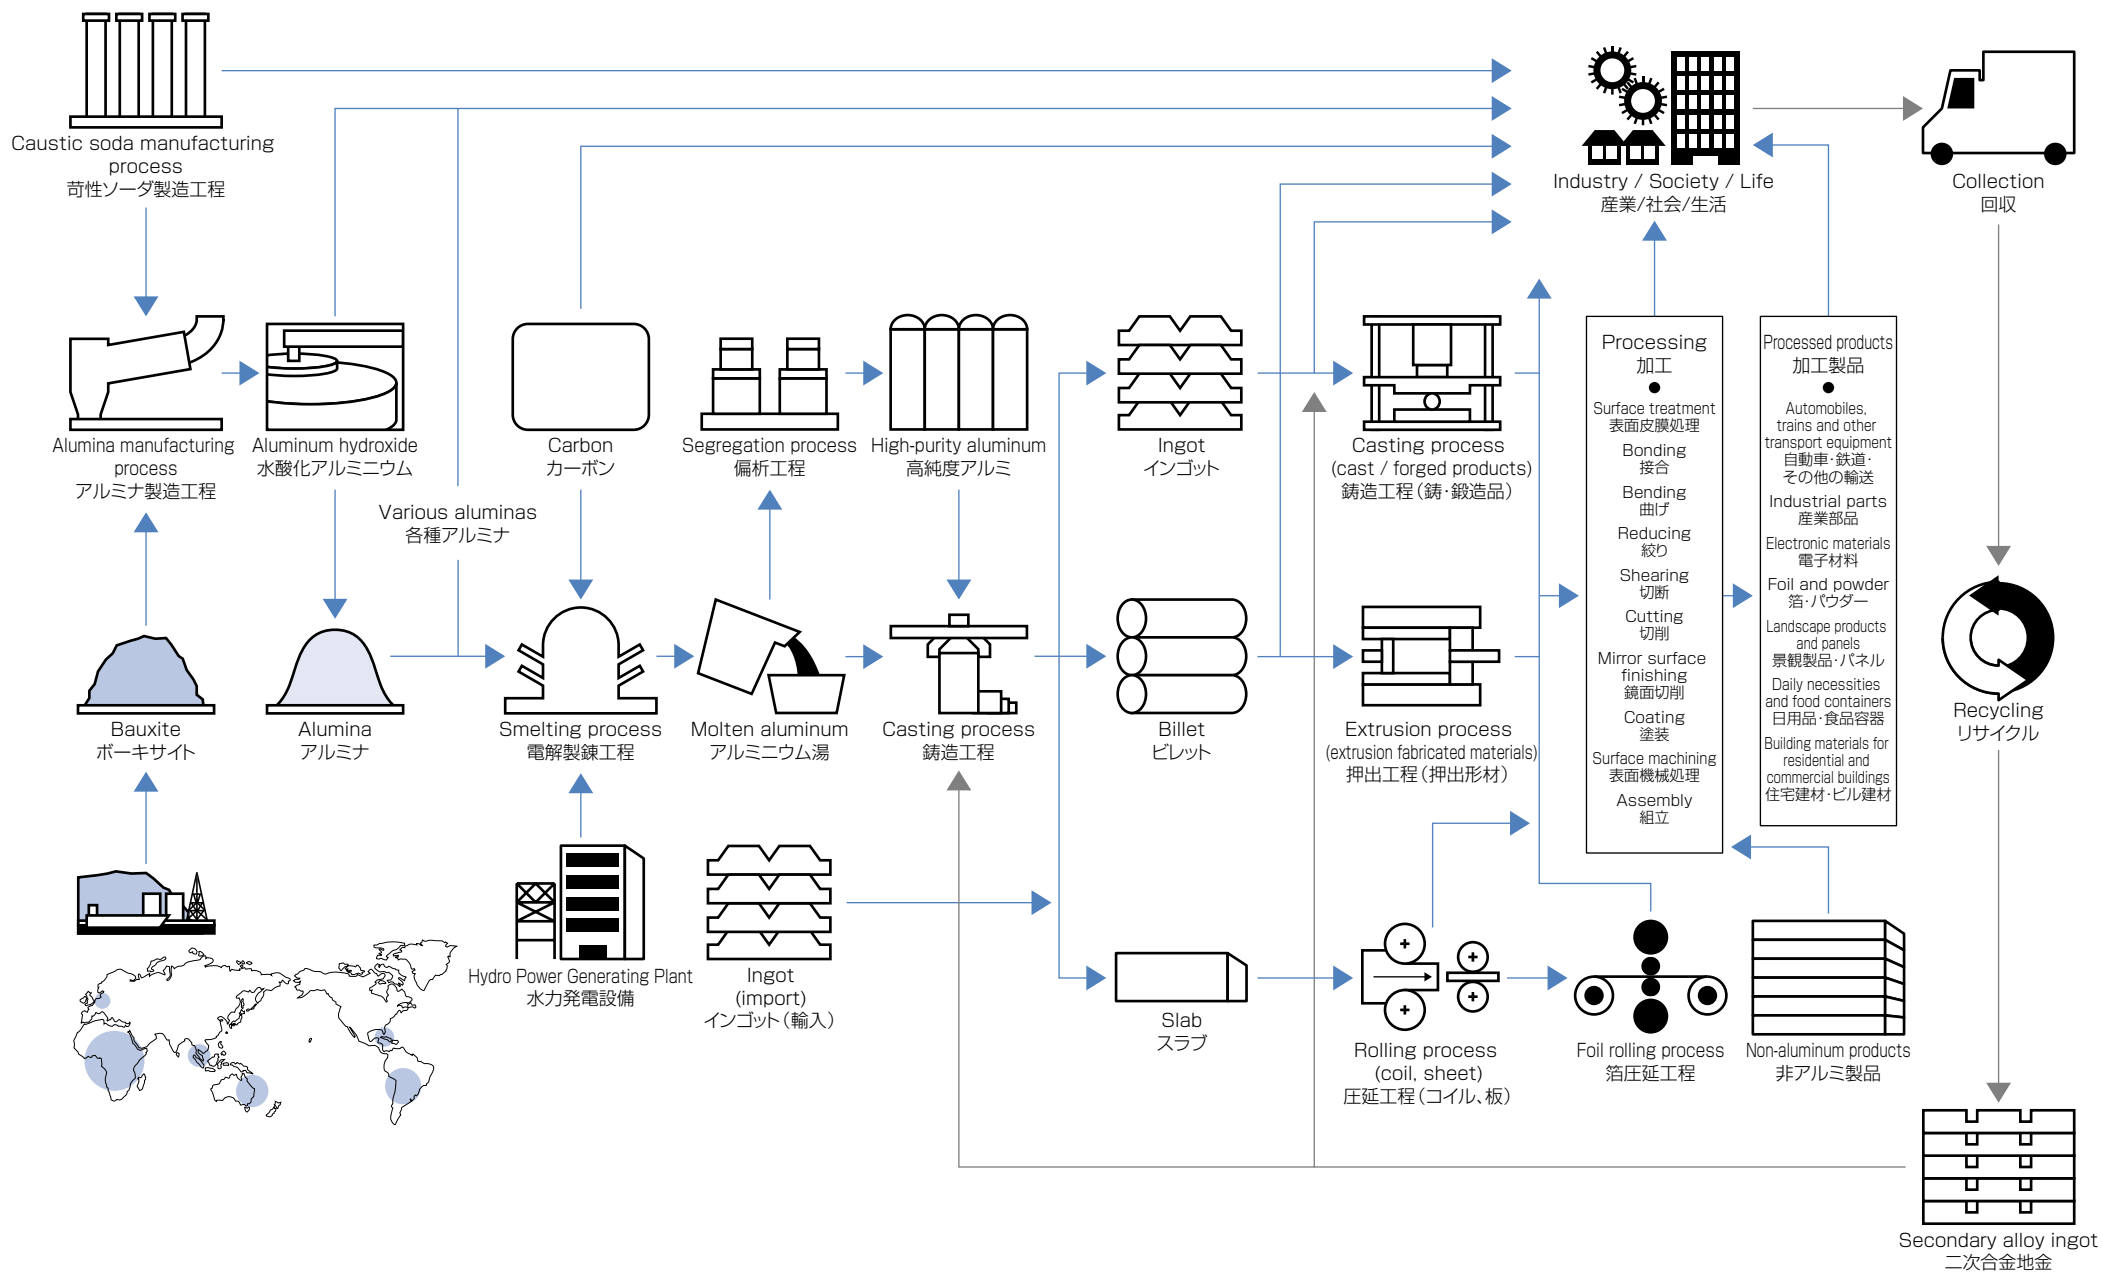 Caustic soda manufacturing
process
苛性ソーダ製造工程
Industry / Society / Life
産業/社会/生活
Collection
回収
Alumina manufacturing
process
アルミナ製造工程
Aluminum hydroxide
水酸化アルミニウム
Carbon
カーボン
Segregation process
偏析工程
High-purity aluminum
高純度アルミ
Ingot
インゴット
Casting process
(cast / forged products)
鋳造工程(鋳・鍛造品)
Various aluminas
各種アルミナ
Processing
加工
●
Surface treatment
表面皮膜処理
Bonding
接合
Bending
曲げ
Reducing
絞り
Shearing
切断
Cutting
切削
Mirror surface
finishing
鏡面切削
Coating
塗装
Surface machining
表面機械処理
Assembly
組立
Processed products
加工製品
●
Automobiles,
trains and other
transport equipment
自動車・鉄道・
その他の輸送
Industrial parts
産業部品
Electronic materials
電子材料
Foil and powder
箔・パウダー
Landscape products
and panels
景観製品・パネル
Daily necessities
and food containers
日用品・食品容器
Building materials for
residential and
commercial buildings
住宅建材・ビル建材
Bauxite
ボーキサイト
Alumina
アルミナ
Smelting process
電解製錬工程
Molten aluminum
アルミニウム湯
Casting process
鋳造工程
Billet
ビレット
Extrusion process
(extrusion fabricated materials)
押出工程(押出形材)
Recycling
リサイクル
Hydro Power Generating Plant
水力発電設備
Ingot
(import)
インゴット(輸入)
Slab
スラブ
Rolling process
(coil, sheet)
圧延工程(コイル、板)
Foil rolling process
箔圧延工程
Non-aluminum products
非アルミ製品
Secondary alloy ingot
二次合金地金